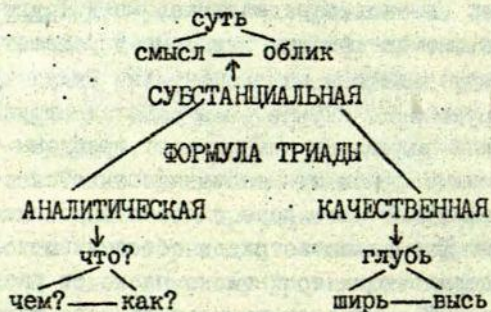 суть
смысл — облик
СУБСТАНЦИАЛЬНАЯ
ФОРМУЛА ТРИАДЫ
АНАЛИТИЧЕСКАЯ КАЧЕСТВЕННАЯ
что? глубь
чем? — как? ширь — высь